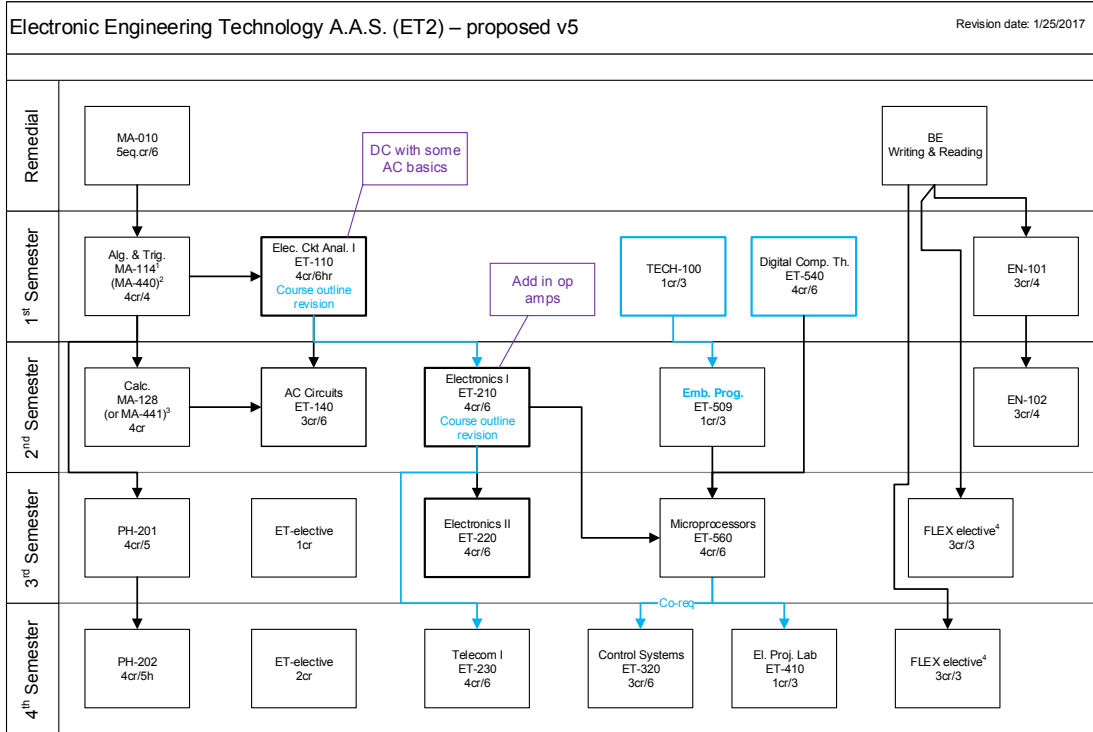 Electronic Engineering Technology A.A.S. (ET2) – proposed v5
Revision date: 1/25/2017
Remedial
MA-010
5eq.cr/6
DC with some
AC basics
BE
Writing & Reading
1st Semester
Alg. & Trig.
MA-114¹
(MA-440)²
4cr/4
Elec. Ckt Anal. I
ET-110
4cr/6hr
Course outline
revision
Add in op
amps
TECH-100
1cr/3
Digital Comp. Th.
ET-540
4cr/6
EN-101
3cr/4
2nd Semester
Calc.
MA-128
(or MA-441)³
4cr
AC Circuits
ET-140
3cr/6
Electronics I
ET-210
4cr/6
Course outline
revision
Emb. Prog.
ET-509
1cr/3
EN-102
3cr/4
3rd Semester
PH-201
4cr/5
ET-elective
1cr
Electronics II
ET-220
4cr/6
Microprocessors
ET-560
4cr/6
FLEX elective⁴
3cr/3
Co-req
4th Semester
PH-202
4cr/5h
ET-elective
2cr
Telecom I
ET-230
4cr/6
Control Systems
ET-320
3cr/6
El. Proj. Lab
ET-410
1cr/3
FLEX elective⁴
3cr/3